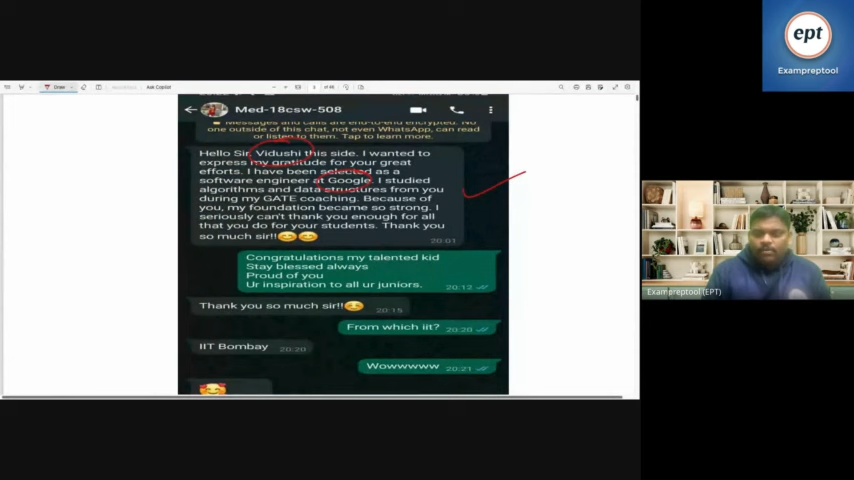 ept
Exampreptool
Draw
Ask Copilot
of 46
Med-18csw-508
Messages and calls are end-to-end encrypted. No
one outside of this chat, not even WhatsApp, can read
or listen to them. Tap to learn more.
Hello Sir, Vidushi this side. I wanted to
express my gratitude for your great
efforts. I have been selected as a
software engineer at Google. I studied
algorithms and data structures from you
during my GATE coaching. Because of
you, my foundation became so strong. I
seriously can't thank you enough for all
that you do for your students. Thank you
so much sir!!😊😊
20:01
Congratulations my talented kid
Stay blessed always
Proud of you
Ur inspiration to all ur juniors.
20:12
Thank you so much sir!!😊
20:15
From which iit? 20:20
IIT Bombay
20:20
Wowwwww 20:21
Exampreptool (EPT)